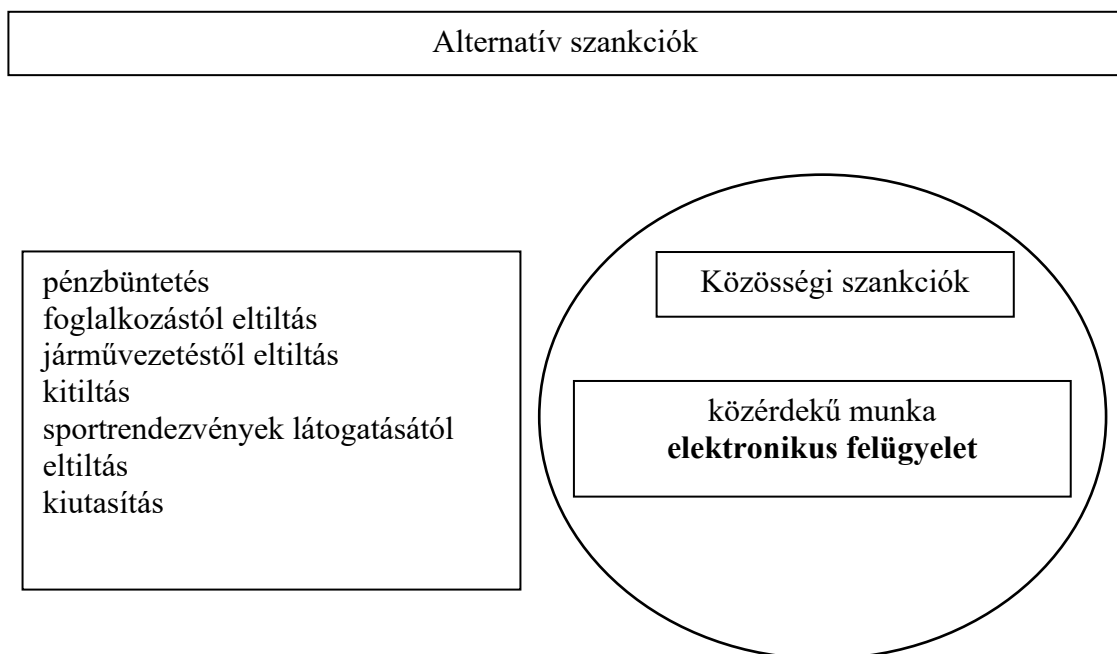 Alternatív szankciók
pénzbüntetés
foglalkozástól eltiltás
járművezetéstől eltiltás
kitiltás
sportrendezvények látogatásától
eltiltás
kiutasítás
Közösségi szankciók
közérdekű munka
elektronikus felügyelet